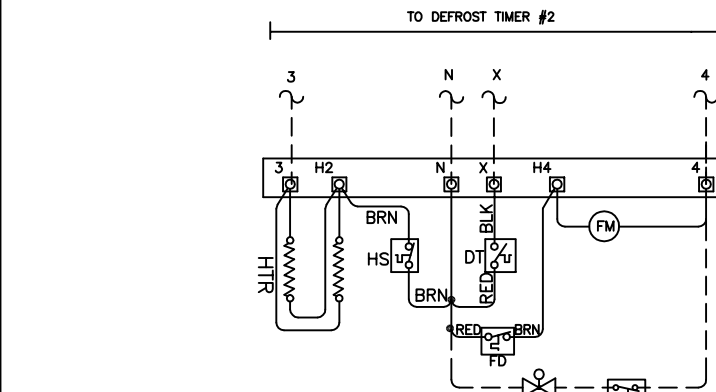 TO DEFROST TIMER #2
3 N X 4
3 H2 N X H4 4
BRN BLK FM
HS DT
HTR
BRN RED
RED BRN
FD